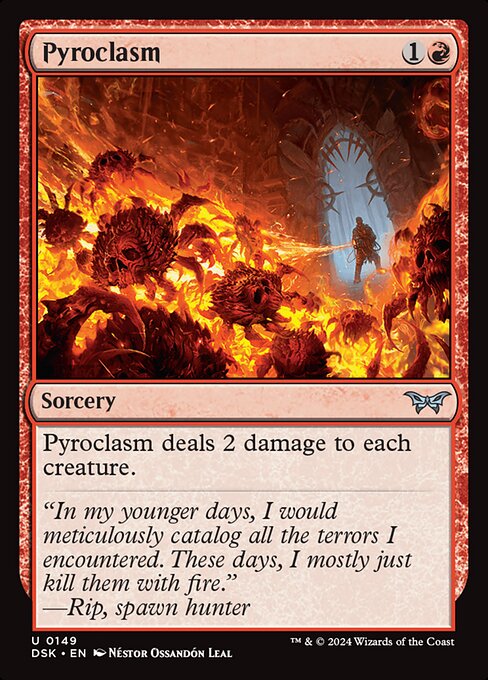 Pyroclasm 1
Sorcery
Pyroclasm deals 2 damage to each
creature.
“In my younger days, I would
meticulously catalog all the terrors I
encountered. These days, I mostly just
kill them with fire.”
—Rip, spawn hunter
U 0149
DSK • EN Néstor Ossandón Leal
™ & © 2024 Wizards of the Coast